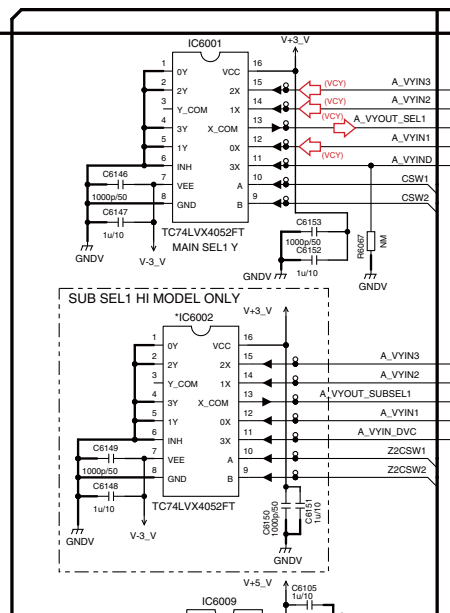 IC6001
V+3_V
1 0Y VCC 16
2 2Y 2X 15 (VCY) A_VYIN3
3 Y_COM 1X 14 (VCY) A_VYIN2
4 3Y X_COM 13 (VCY) A_VYOUT_SEL1
5 1Y 0X 12 A_VYIN1
6 INH 3X 11 (VCY) A_VYIND
7 VEE A 10 CSW1
8 GND B 9 CSW2
C6146
1000p/50
C6147
1u/10
TC74LVX4052FT
MAIN SEL1 Y
GNDV
V-3_V
C6153
1000p/50
C6152
1u/10
GNDV
R6067
NM
GNDV
SUB SEL1 HI MODEL ONLY
V+3_V
*IC6002
1 0Y VCC 16
2 2Y 2X 15 A_VYIN3
3 Y_COM 1X 14 A_VYIN2
4 3Y X_COM 13 A_VYOUT_SUBSEL1
5 1Y 0X 12 A_VYIN1
6 INH 3X 11 A_VYIN_DVC
7 VEE A 10 Z2CSW1
8 GND B 9 Z2CSW2
C6149
1000p/50
C6148
1u/10
TC74LVX4052FT
GNDV
V-3_V
C6150
1000p/50
C6151
1u/10
GNDV
V+5_V
IC6009
C6105
1u/10